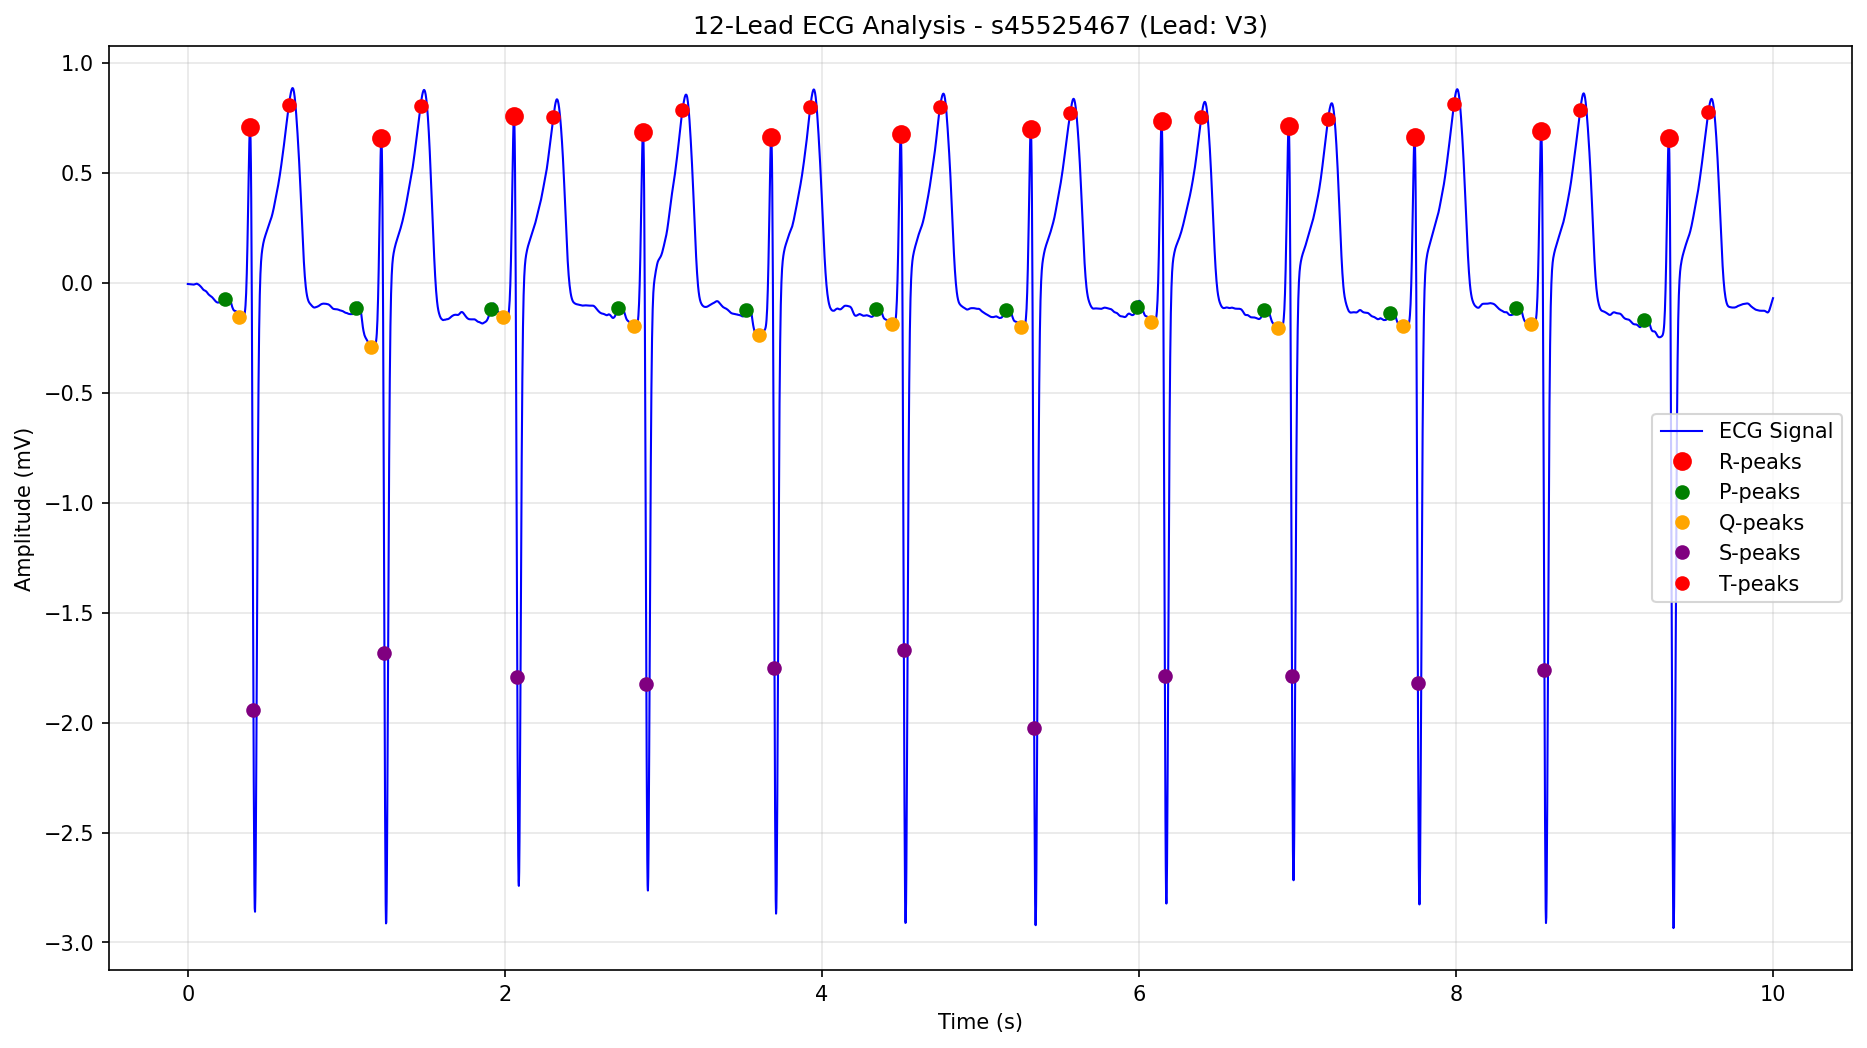 12-Lead ECG Analysis - s45525467 (Lead: V3)
1.0
0.5
0.0
−0.5
−1.0
−1.5
−2.0
−2.5
−3.0
Amplitude (mV)
ECG Signal
R-peaks
P-peaks
Q-peaks
S-peaks
T-peaks
0 2 4 6 8 10
Time (s)